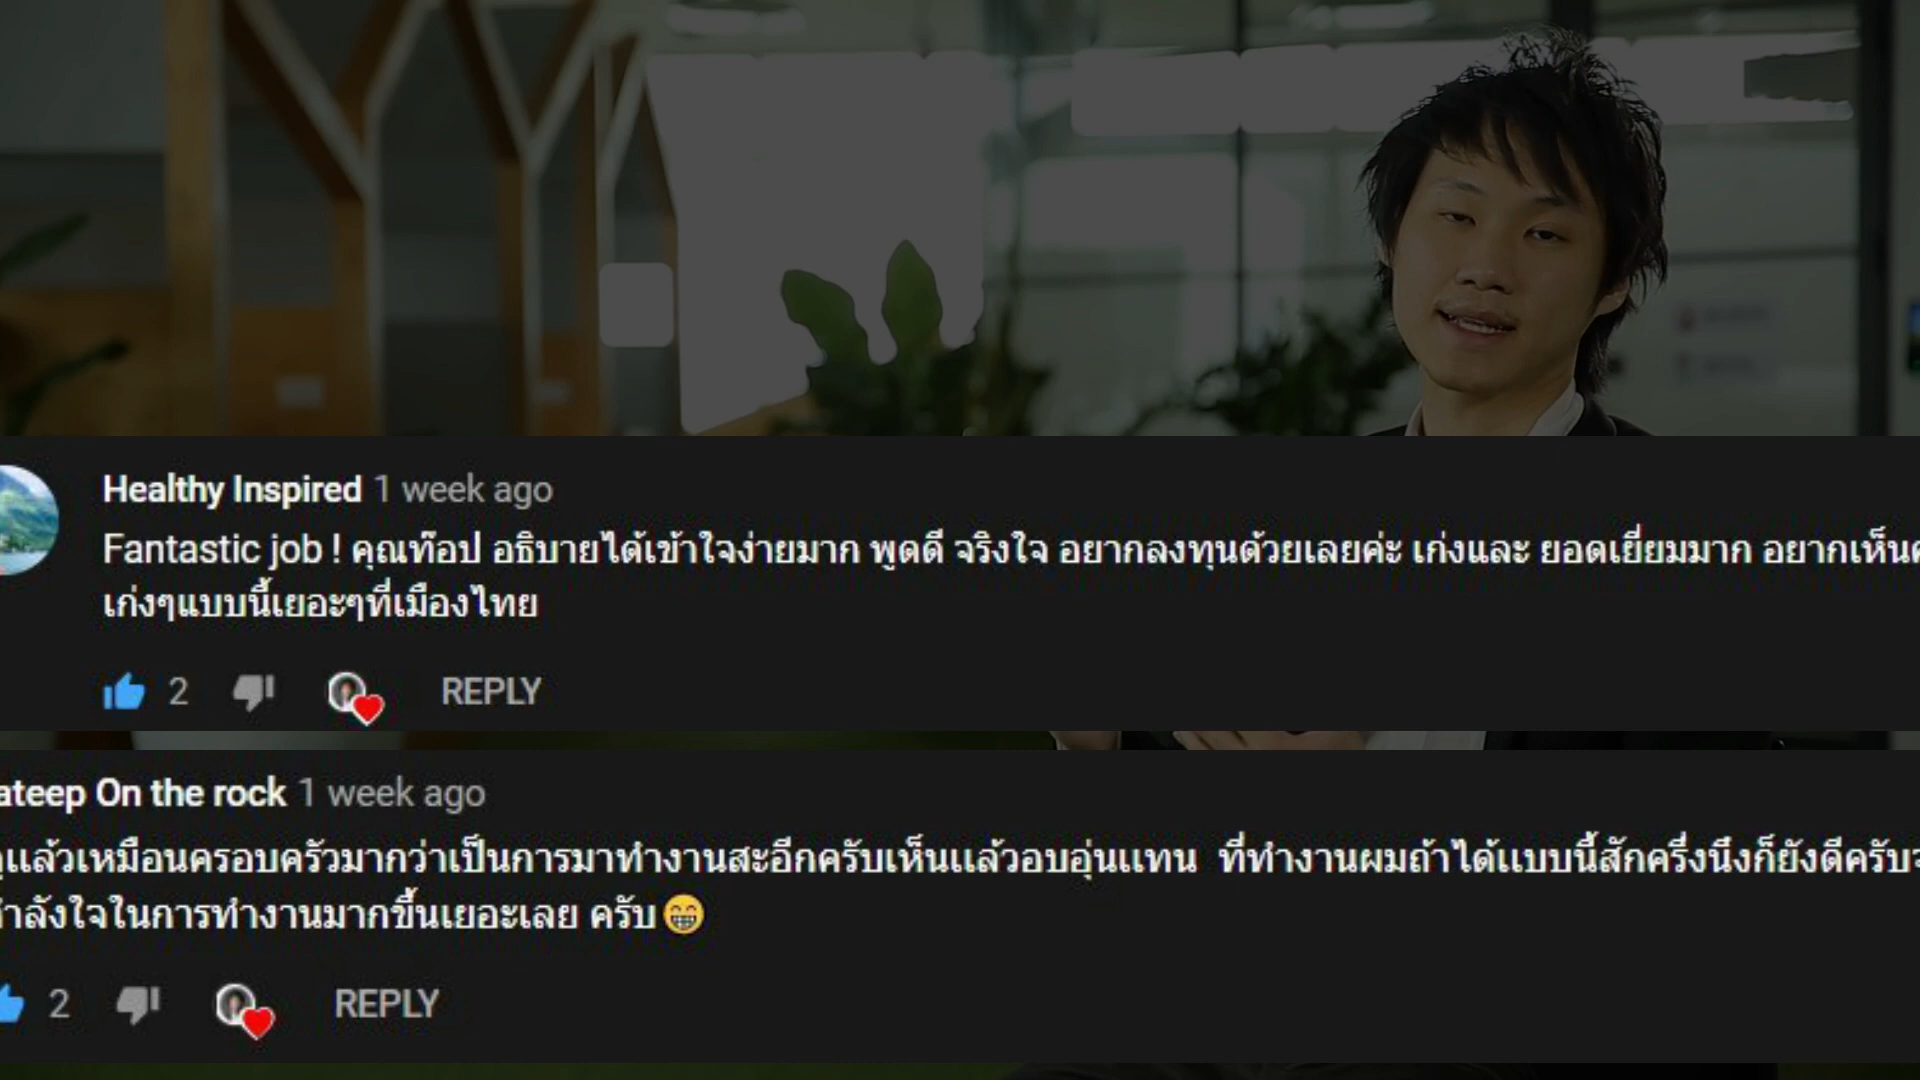 Healthy Inspired 1 week ago
Fantastic job ! คุณท๊อป อธิบายได้เข้าใจง่ายมาก พูดดี จริงใจ อยากลงทุนด้วยเลยค่ะ เก่งและ ยอดเยี่ยมมาก อยากเห็น
เก่งๆแบบนี้เยอะๆที่เมืองไทย
2 REPLY
ateep On the rock 1 week ago
แล้วเหมือนครอบครัวมากว่าเป็นการมาทำงานสะอีกครับเห็นแล้วอบอุ่นแทน ที่ทำงานผมถ้าได้แบบนี้สักครึ่งนึงก็ยังดีครับ
กำลังใจในการทำงานมากขึ้นเยอะเลย ครับ😁
2 REPLY